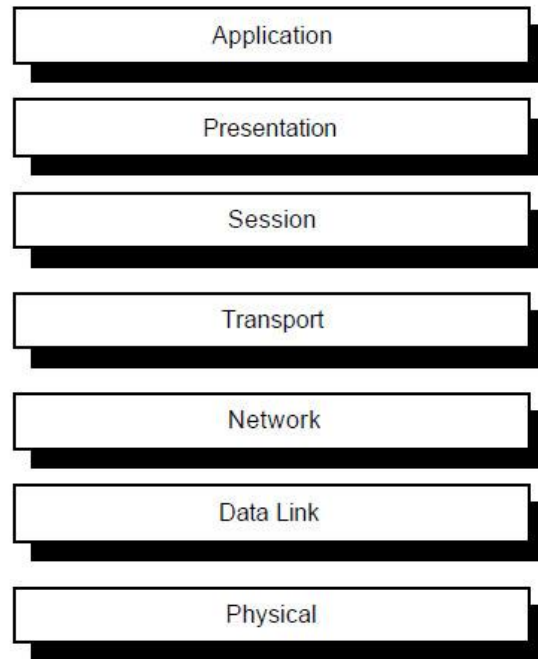 Application
Presentation
Session
Transport
Network
Data Link
Physical